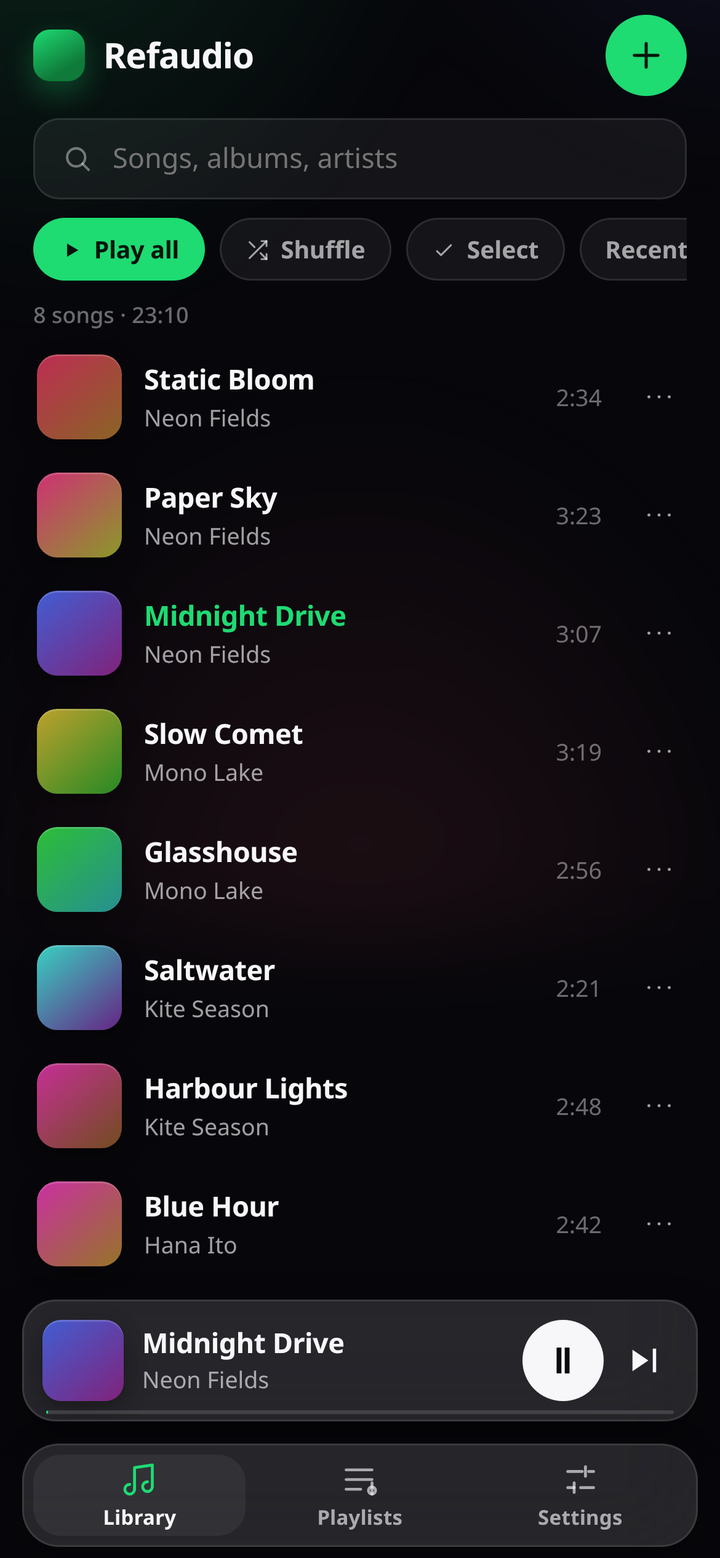 Refaudio
Songs, albums, artists
Play all
Shuffle
Select
Recent
8 songs · 23:10
Static Bloom
Neon Fields
2:34
Paper Sky
Neon Fields
3:23
Midnight Drive
Neon Fields
3:07
Slow Comet
Mono Lake
3:19
Glasshouse
Mono Lake
2:56
Saltwater
Kite Season
2:21
Harbour Lights
Kite Season
2:48
Blue Hour
Hana Ito
2:42
Midnight Drive
Neon Fields
Library
Playlists
Settings